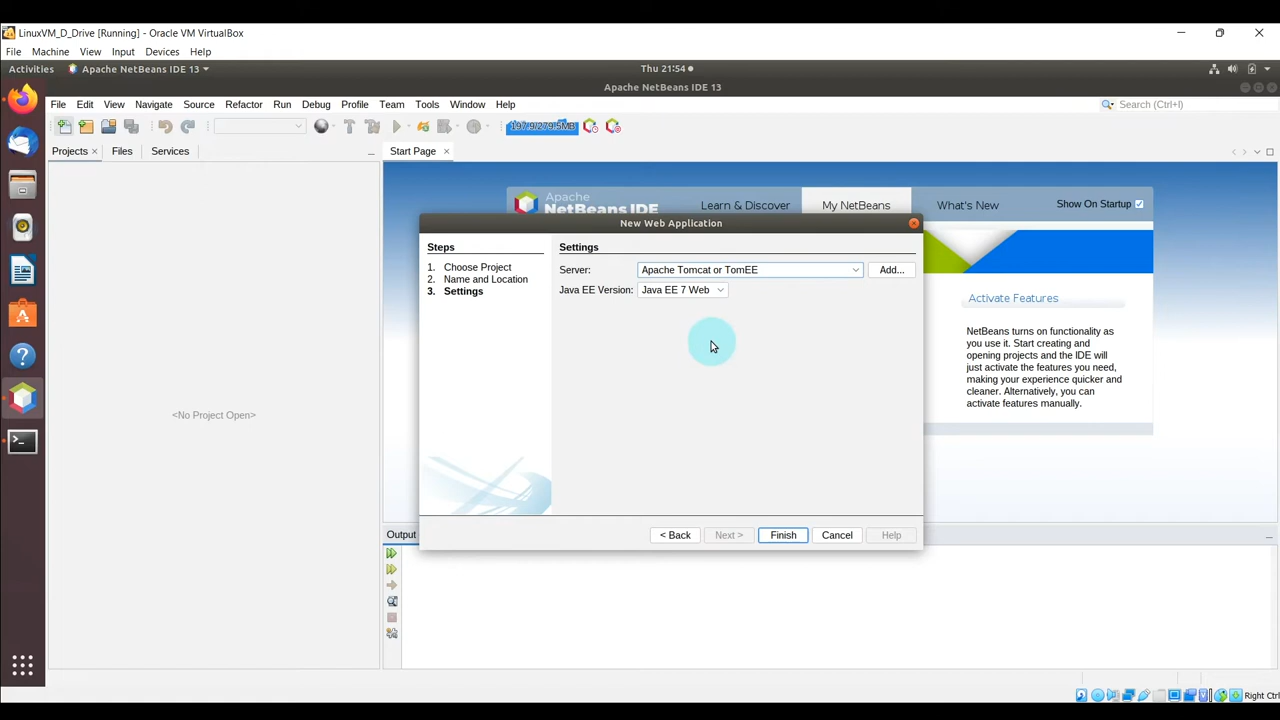 LinuxVM_D_Drive [Running] - Oracle VM VirtualBox
File Machine View Input Devices Help
Activities Apache NetBeans IDE 13 Thu 21:54
Apache NetBeans IDE 13
File Edit View Navigate Source Refactor Run Debug Profile Team Tools Window Help Search (Ctrl+I)
197.9/279.5MB
Projects Files Services Start Page
Apache
NetBeans IDE Learn & Discover My NetBeans What's New Show On Startup
New Web Application
Steps
1. Choose Project
2. Name and Location
3. Settings
Settings
Server: Apache Tomcat or TomEE Add...
Java EE Version: Java EE 7 Web
< Back Next > Finish Cancel Help
Activate Features
NetBeans turns on functionality as
you use it. Start creating and
opening projects and the IDE will
just activate the features you need,
making your experience quicker and
cleaner. Alternatively, you can
activate features manually.
<No Project Open>
Output
Right Ctrl